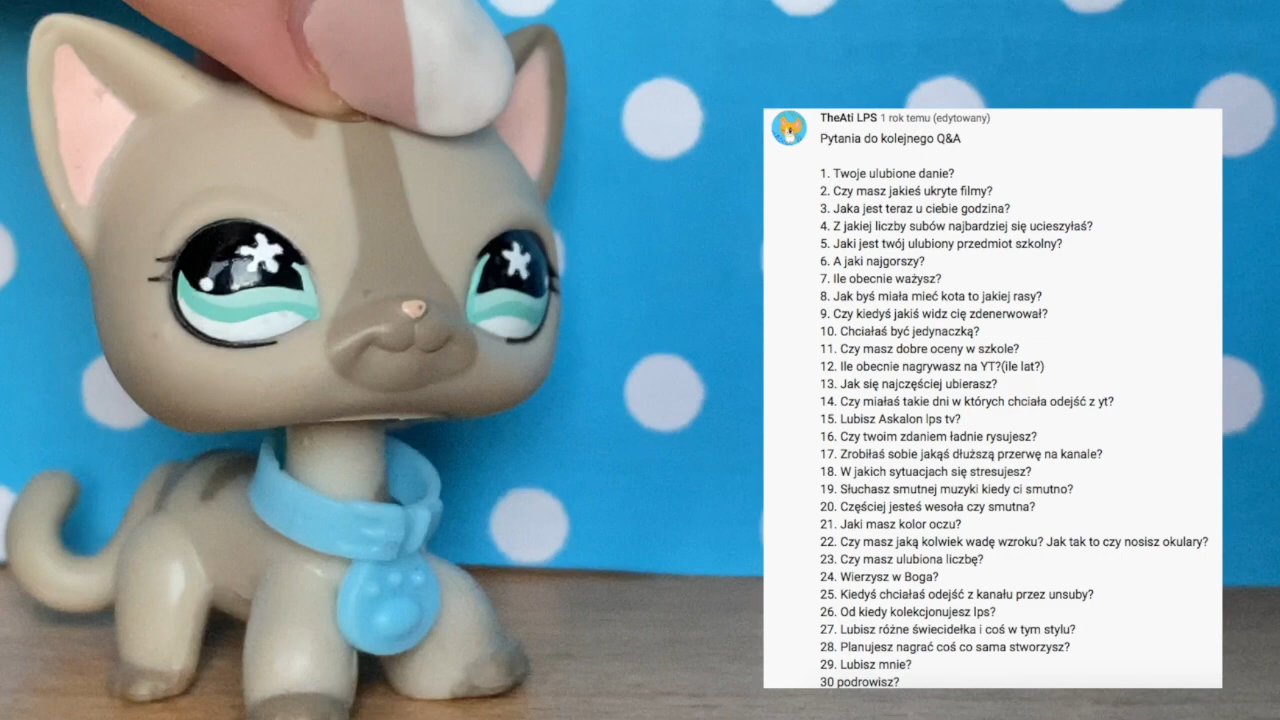 TheAti LPS 1 rok temu (edytowany)
Pytania do kolejnego Q&A
1. Twoje ulubione danie?
2. Czy masz jakieś ukryte filmy?
3. Jaka jest teraz u ciebie godzina?
4. Z jakiej liczby subów najbardziej się ucieszyłaś?
5. Jaki jest twój ulubiony przedmiot szkolny?
6. A jaki najgorszy?
7. Ile obecnie ważysz?
8. Jak byś miała mieć kota to jakiej rasy?
9. Czy kiedyś jakiś widz cię zdenerwował?
10. Chciałaś być jedynaczką?
11. Czy masz dobre oceny w szkole?
12. Ile obecnie nagrywasz na YT?(ile lat?)
13. Jak się najczęściej ubierasz?
14. Czy miałaś takie dni w których chciała odejść z yt?
15. Lubisz Askalon lps tv?
16. Czy twoim zdaniem ładnie rysujesz?
17. Zrobiłaś sobie jakąś dłuższą przerwę na kanale?
18. W jakich sytuacjach się stresujesz?
19. Słuchasz smutnej muzyki kiedy ci smutno?
20. Częściej jesteś wesoła czy smutna?
21. Jaki masz kolor oczu?
22. Czy masz jaką kolwiek wadę wzroku? Jak tak to czy nosisz okulary?
23. Czy masz ulubiona liczbę?
24. Wierzysz w Boga?
25. Kiedyś chciałaś odejść z kanału przez unsuby?
26. Od kiedy kolekcjonujesz lps?
27. Lubisz różne świecidełka i coś w tym stylu?
28. Planujesz nagrać coś co sama stworzysz?
29. Lubisz mnie?
30 podrowisz?